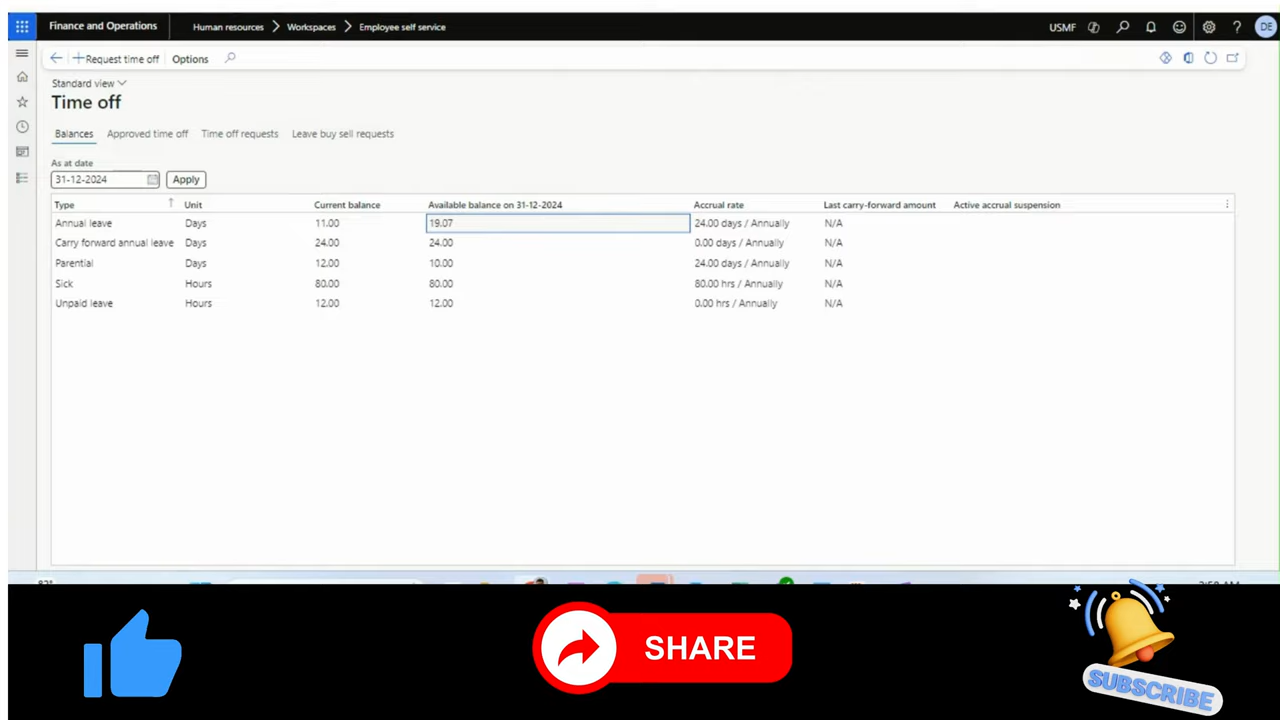 Finance and Operations Human resources Workspaces Employee self service USMF DE
Request time off Options
Standard view
Time off
Balances Approved time off Time off requests Leave buy sell requests
As at date
31-12-2024 Apply
Type Unit Current balance Available balance on 31-12-2024 Accrual rate Last carry-forward amount Active accrual suspension
Annual leave Days 11.00 19.07 24.00 days / Annually N/A
Carry forward annual leave Days 24.00 24.00 0.00 days / Annually N/A
Parential Days 12.00 10.00 24.00 days / Annually N/A
Sick Hours 80.00 80.00 80.00 hrs / Annually N/A
Unpaid leave Hours 12.00 12.00 0.00 hrs / Annually N/A
SHARE
SUBSCRIBE